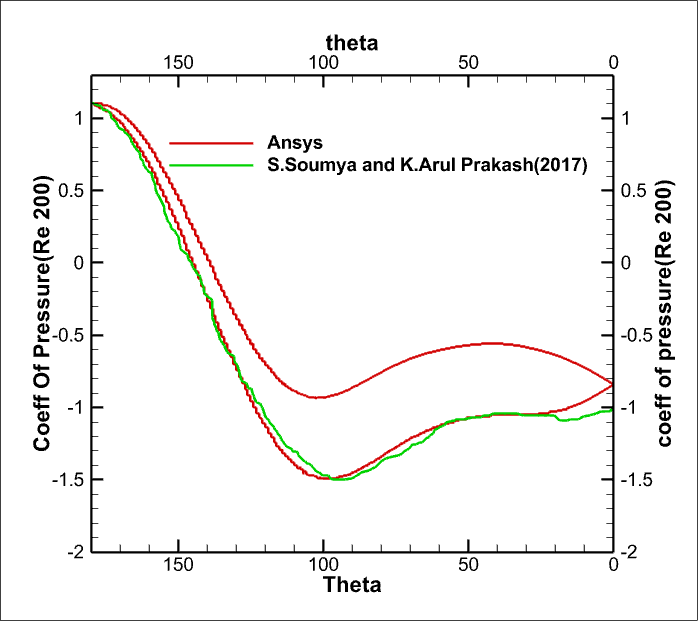 theta
150 100 50 0
Ansys
S.Soumya and K.Arul Prakash(2017)
Coeff Of Pressure(Re 200)
1
0.5
0
-0.5
-1
-1.5
-2
coeff of pressure(Re 200)
1
0.5
0
-0.5
-1
-1.5
-2
150 100 50 0
Theta